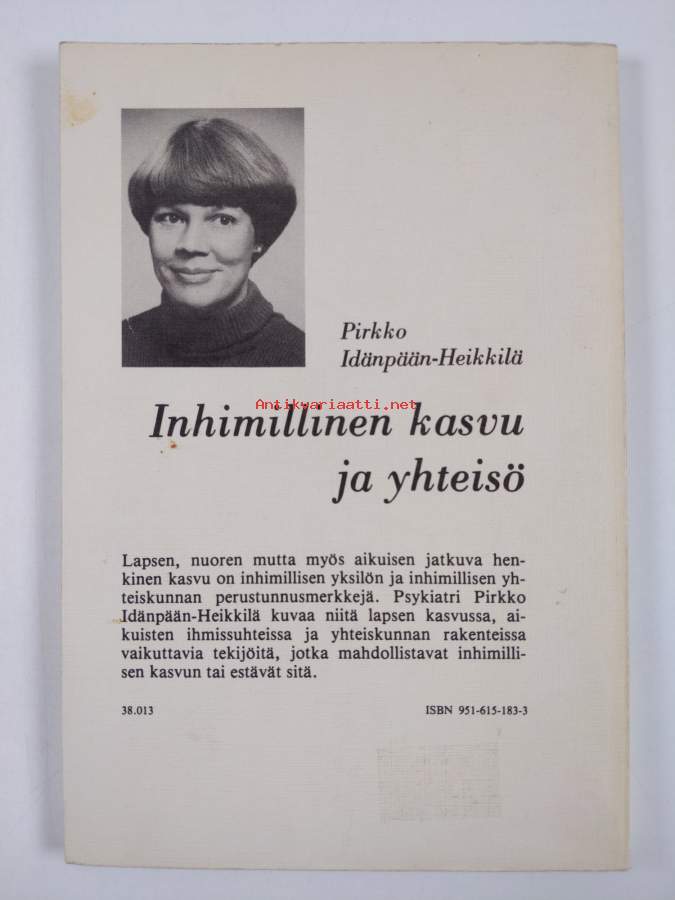 Pirkko
Idänpään-Heikkilä
Antikvariaatti.net
Inhimillinen kasvu
ja yhteisö
Lapsen, nuoren mutta myös aikuisen jatkuva hen-
kinen kasvu on inhimillisen yksilön ja inhimillisen yh-
teiskunnan perustunnusmerkkejä. Psykiatri Pirkko
Idänpään-Heikkilä kuvaa niitä lapsen kasvussa, ai-
kuisten ihmissuhteissa ja yhteiskunnan rakenteissa
vaikuttavia tekijöitä, jotka mahdollistavat inhimilli-
sen kasvun tai estävät sitä.
38.013 ISBN 951-615-183-3